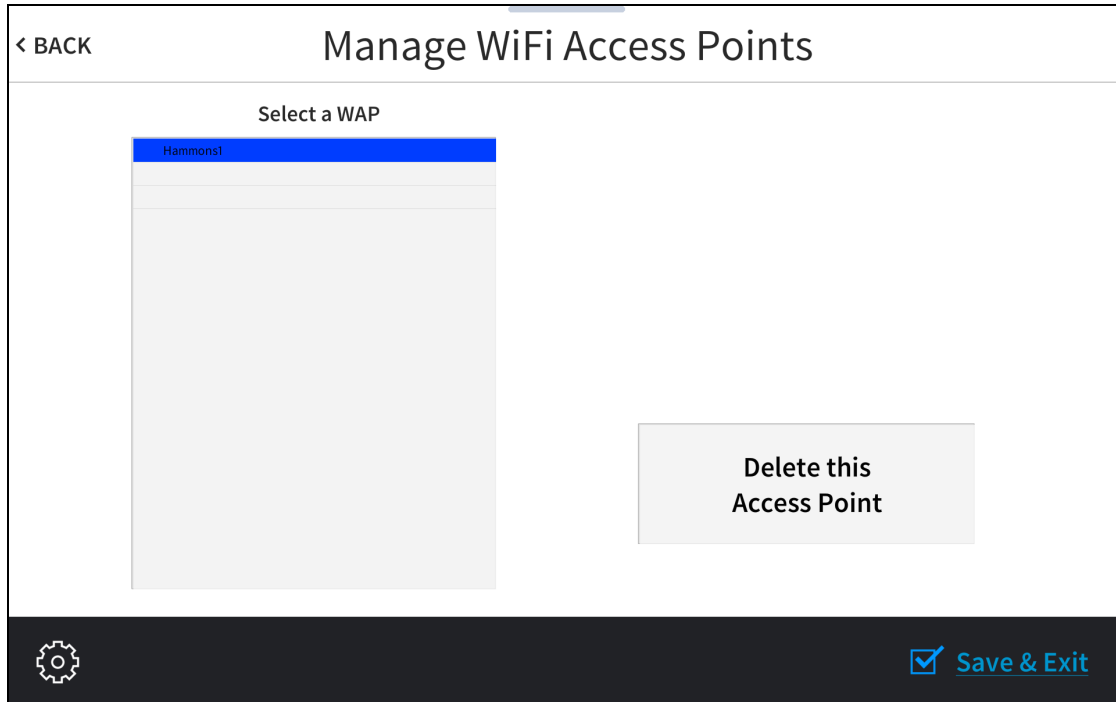 < BACK
Manage WiFi Access Points
Select a WAP
Hammons1
Delete this
Access Point
Save & Exit